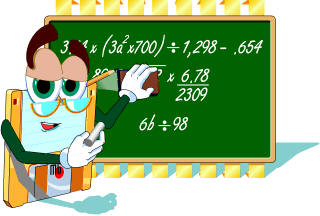 x (3a²x700) ÷ 1,298 - .654
x 6.78
2309
6b ÷ 98